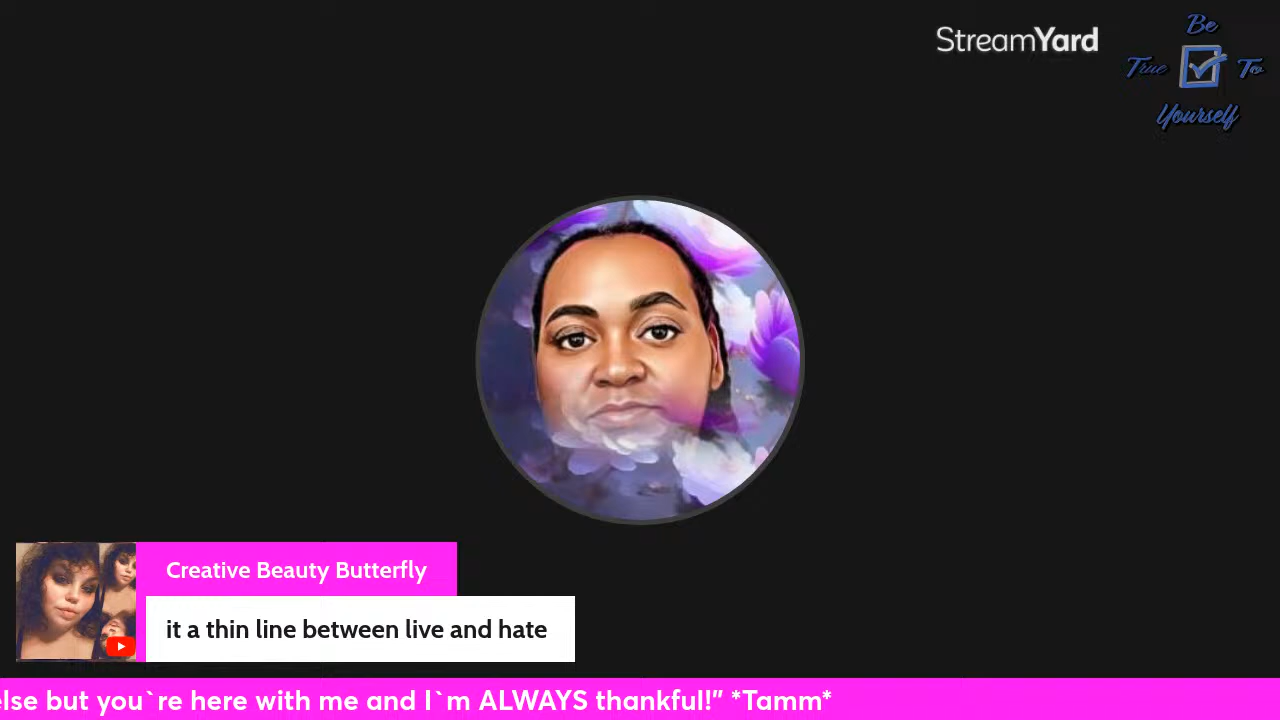 StreamYard
Be
True To
Yourself
Creative Beauty Butterfly
it a thin line between live and hate
else but you`re here with me and I`m ALWAYS thankful!" *Tamm*